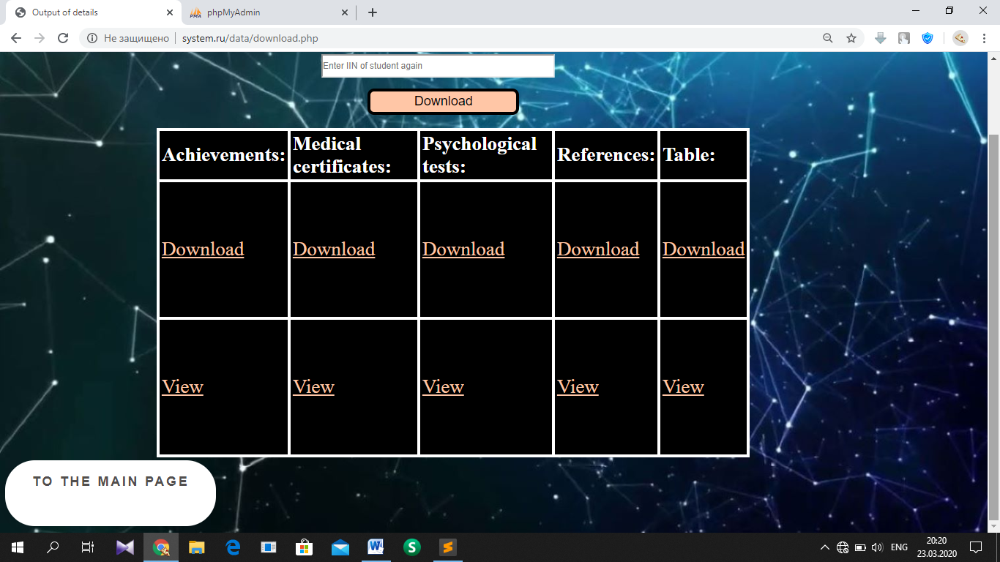 Output of details
phpMyAdmin
Не защищено
system.ru/data/download.php
Enter IIN of student again
Download
Achievements:
Medical
certificates:
Psychological
tests:
References:
Table:
Download
Download
Download
Download
Download
View
View
View
View
View
TO THE MAIN PAGE
ENG
20:20
23.03.2020